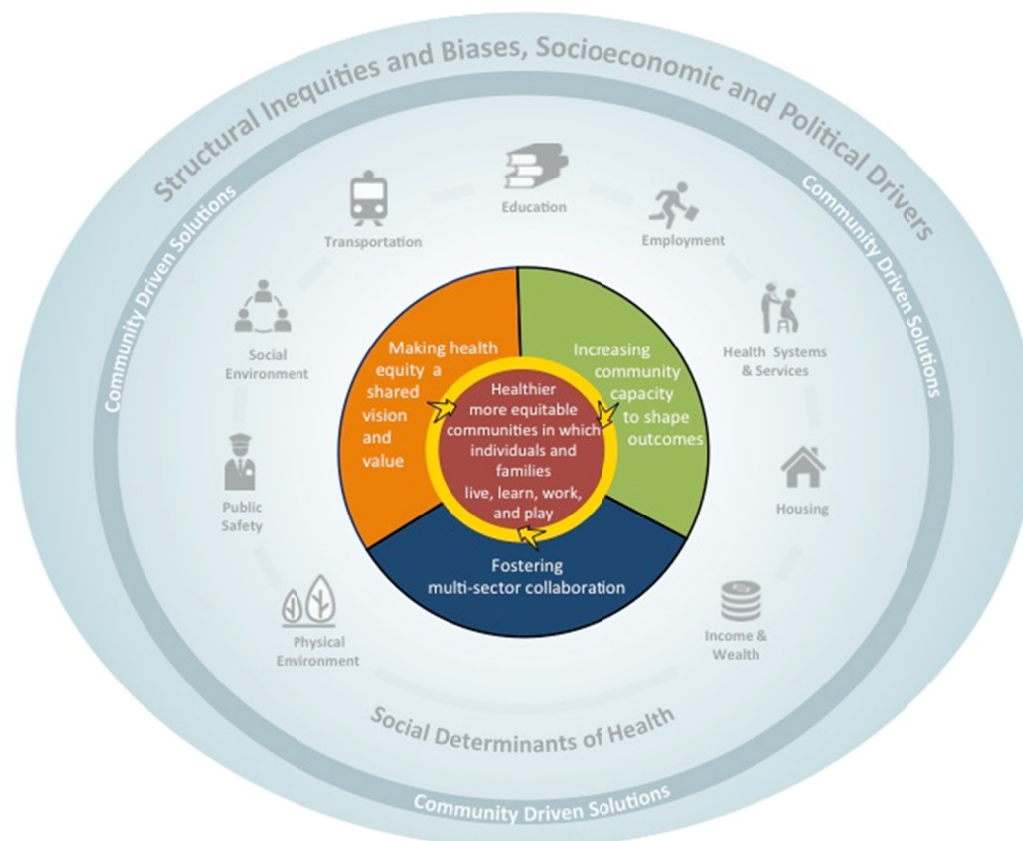 Structural Inequities and Biases, Socioeconomic and Political Drivers
Community Driven Solutions
Community Driven Solutions
Education
Transportation
Employment
Social
Environment
Health Systems
& Services
Public
Safety
Housing
Physical
Environment
Income &
Wealth
Making health
equity a
shared
vision
and
value
Increasing
community
capacity
to shape
outcomes
Healthier
more equitable
communities in which
individuals and
families
live, learn, work,
and play
Fostering
multi-sector collaboration
Social Determinants of Health
Community Driven Solutions